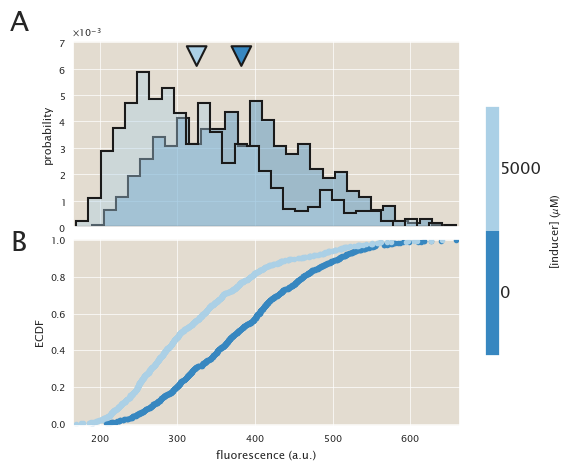 A
×10⁻³
7
6
5
4
3
2
1
0
probability
B
1.0
0.8
0.6
0.4
0.2
0.0
ECDF
200 300 400 500 600
fluorescence (a.u.)
5000
0
[inducer] (μM)